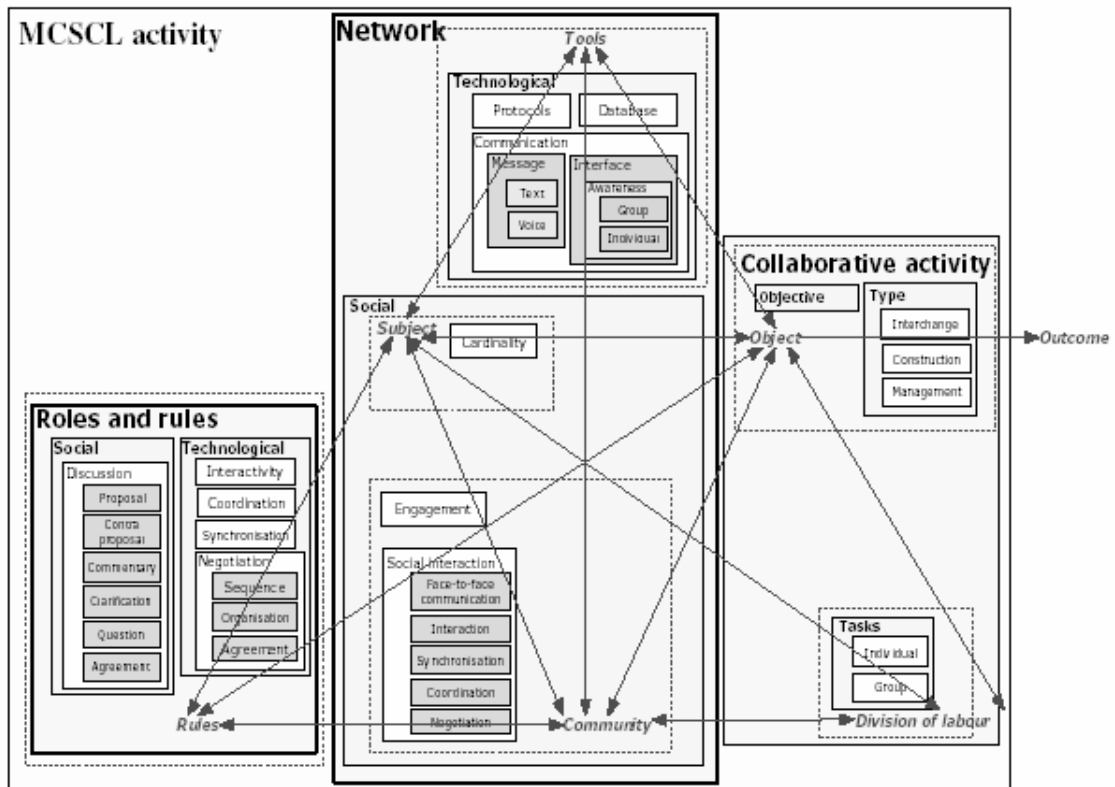 MCSCL activity
Network
Tools
Technological
Protocols
Database
Communication
Message
Text
Voice
Interface
Awareness
Group
Individual
Social
Subject
Cardinality
Engagement
Social interaction
Face-to-face
communication
Interaction
Synchronisation
Coordination
Negotiation
Community
Collaborative activity
Objective
Type
Interchange
Construction
Management
Object
Outcome
Tasks
Individual
Group
Division of labour
Roles and rules
Social
Discussion
Proposal
Contra
proposal
Commentary
Clarification
Question
Agreement
Technological
Interactivity
Coordination
Synchronisation
Negotiation
Sequence
Organisation
Agreement
Rules